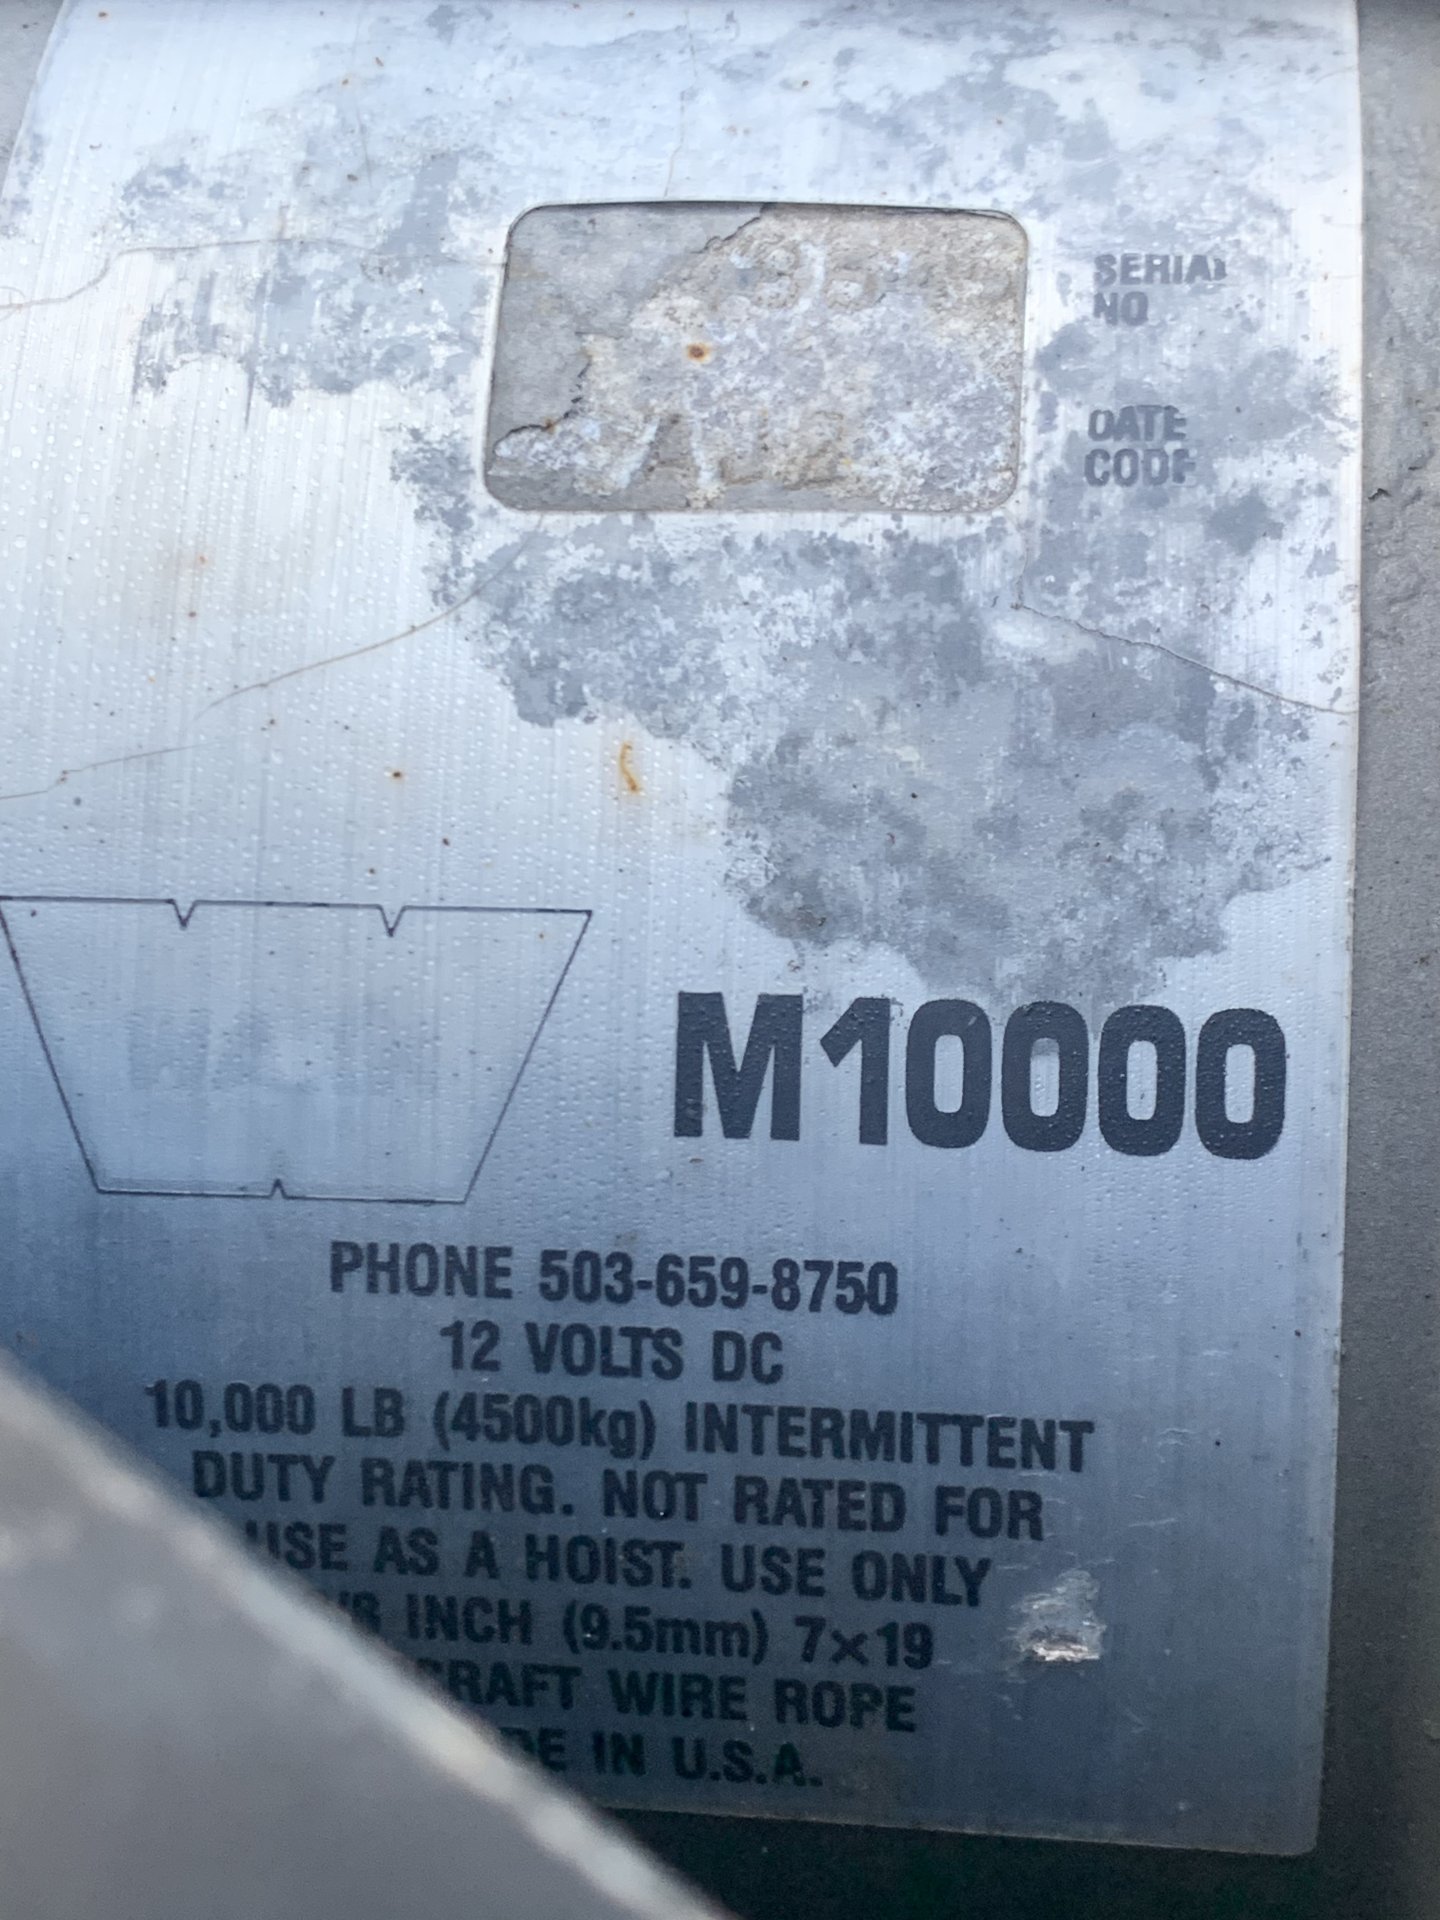 SERIAL
NO
DATE
CODE
M10000
PHONE 503-659-8750
12 VOLTS DC
10,000 LB (4500kg) INTERMITTENT
DUTY RATING. NOT RATED FOR
USE AS A HOIST. USE ONLY
INCH (9.5mm) 7×19
WIRE ROPE
IN U.S.A.